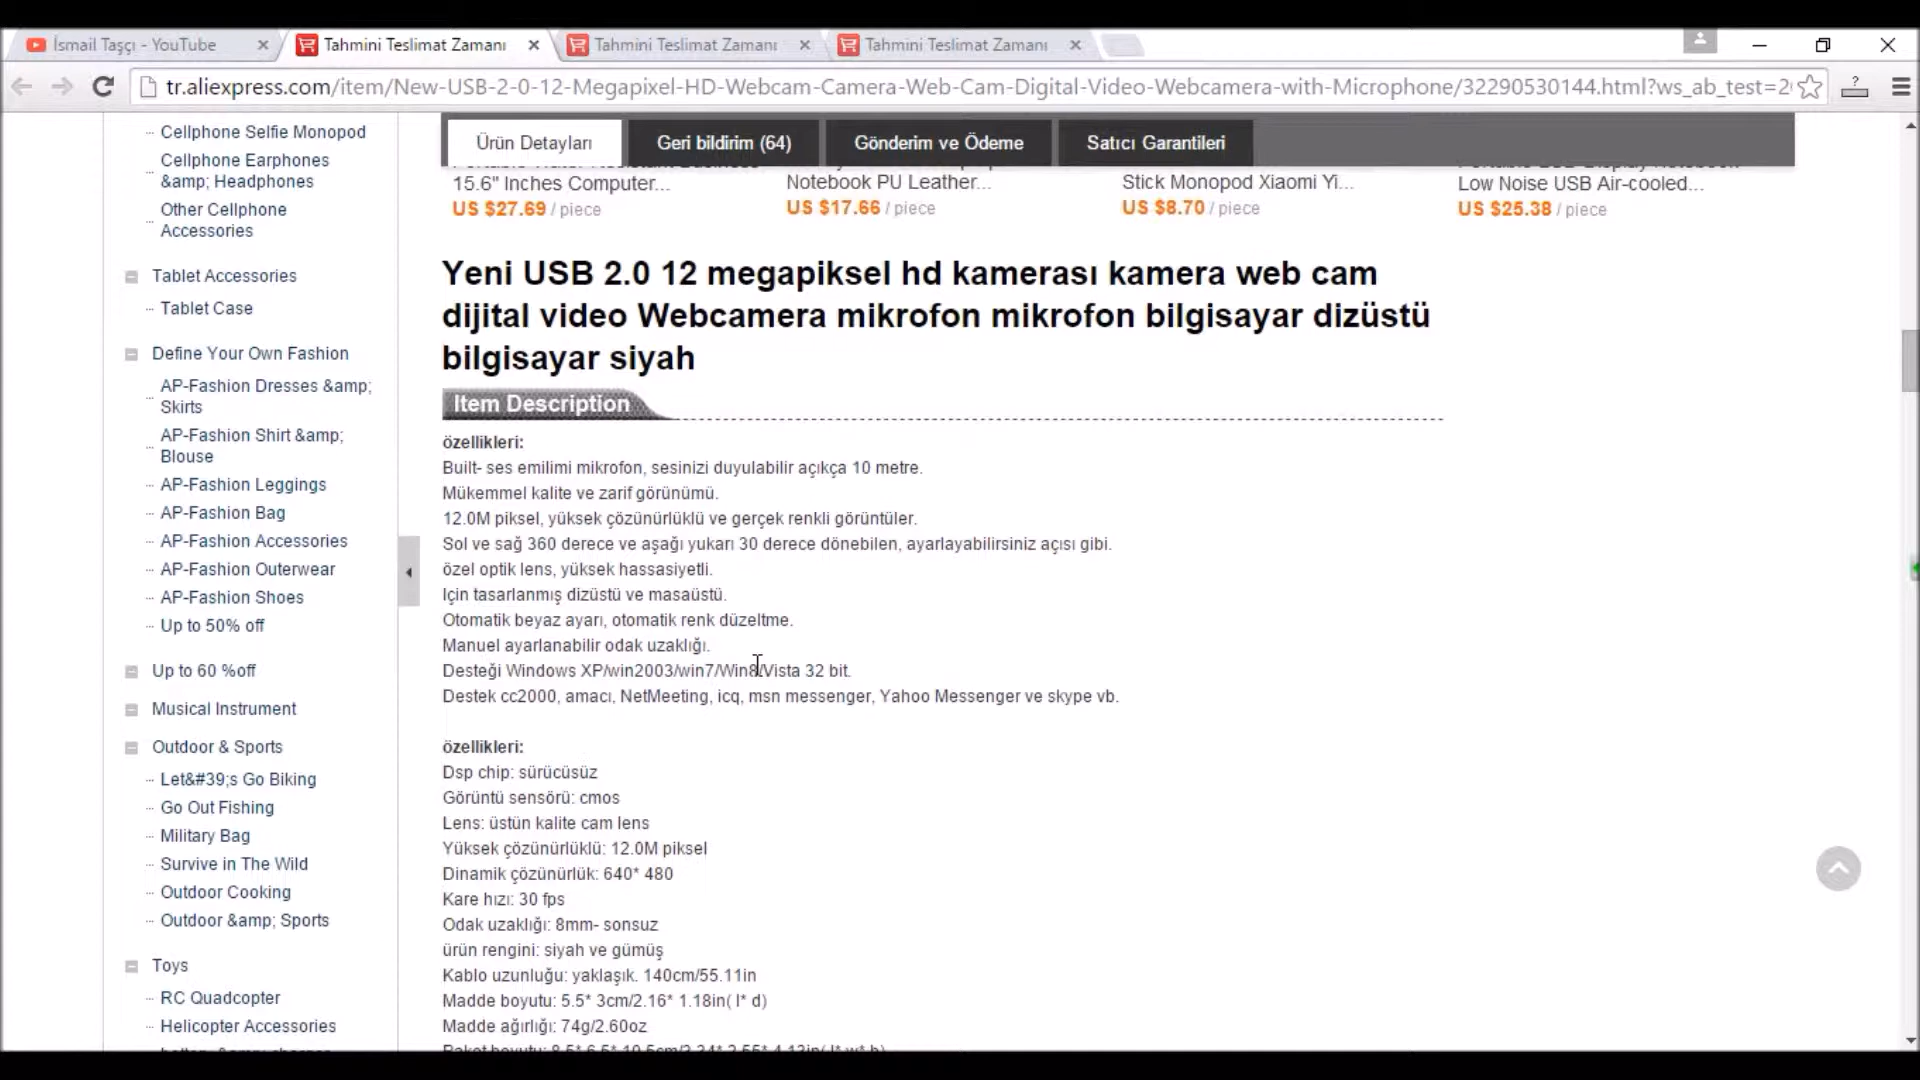 İsmail Taşçı - YouTube
Tahmini Teslimat Zamanı
Tahmini Teslimat Zamanı
Tahmini Teslimat Zamanı
tr.aliexpress.com/item/New-USB-2-0-12-Megapixel-HD-Webcam-Camera-Web-Cam-Digital-Video-Webcamera-with-Microphone/32290530144.html?ws_ab_test=2
Ürün Detayları
Geri bildirim (64)
Gönderim ve Ödeme
Satıcı Garantileri
15.6" Inches Computer...
US $27.69 / piece
Notebook PU Leather...
US $17.66 / piece
Stick Monopod Xiaomi Yi...
US $8.70 / piece
Low Noise USB Air-cooled...
US $25.38 / piece
Cellphone Selfie Monopod
Cellphone Earphones
&amp; Headphones
Other Cellphone
Accessories
Tablet Accessories
Tablet Case
Define Your Own Fashion
AP-Fashion Dresses &amp;
Skirts
AP-Fashion Shirt &amp;
Blouse
AP-Fashion Leggings
AP-Fashion Bag
AP-Fashion Accessories
AP-Fashion Outerwear
AP-Fashion Shoes
Up to 50% off
Up to 60 %off
Musical Instrument
Outdoor & Sports
Let&#39;s Go Biking
Go Out Fishing
Military Bag
Survive in The Wild
Outdoor Cooking
Outdoor &amp; Sports
Toys
RC Quadcopter
Helicopter Accessories
Yeni USB 2.0 12 megapiksel hd kamerası kamera web cam
dijital video Webcamera mikrofon mikrofon bilgisayar dizüstü
bilgisayar siyah
Item Description
özellikleri:
Built- ses emilimi mikrofon, sesinizi duyulabilir açıkça 10 metre.
Mükemmel kalite ve zarif görünümü.
12.0M piksel, yüksek çözünürlüklü ve gerçek renkli görüntüler.
Sol ve sağ 360 derece ve aşağı yukarı 30 derece dönebilen, ayarlayabilirsiniz açısı gibi.
özel optik lens, yüksek hassasiyetli.
Için tasarlanmış dizüstü ve masaüstü.
Otomatik beyaz ayarı, otomatik renk düzeltme.
Manuel ayarlanabilir odak uzaklığı.
Desteği Windows XP/win2003/win7/Win8/Vista 32 bit.
Destek cc2000, amacı, NetMeeting, icq, msn messenger, Yahoo Messenger ve skype vb.
özellikleri:
Dsp chip: sürücüsüz
Görüntü sensörü: cmos
Lens: üstün kalite cam lens
Yüksek çözünürlüklü: 12.0M piksel
Dinamik çözünürlük: 640* 480
Kare hızı: 30 fps
Odak uzaklığı: 8mm- sonsuz
ürün rengini: siyah ve gümüş
Kablo uzunluğu: yaklaşık. 140cm/55.11in
Madde boyutu: 5.5* 3cm/2.16* 1.18in( l* d)
Madde ağırlığı: 74g/2.60oz